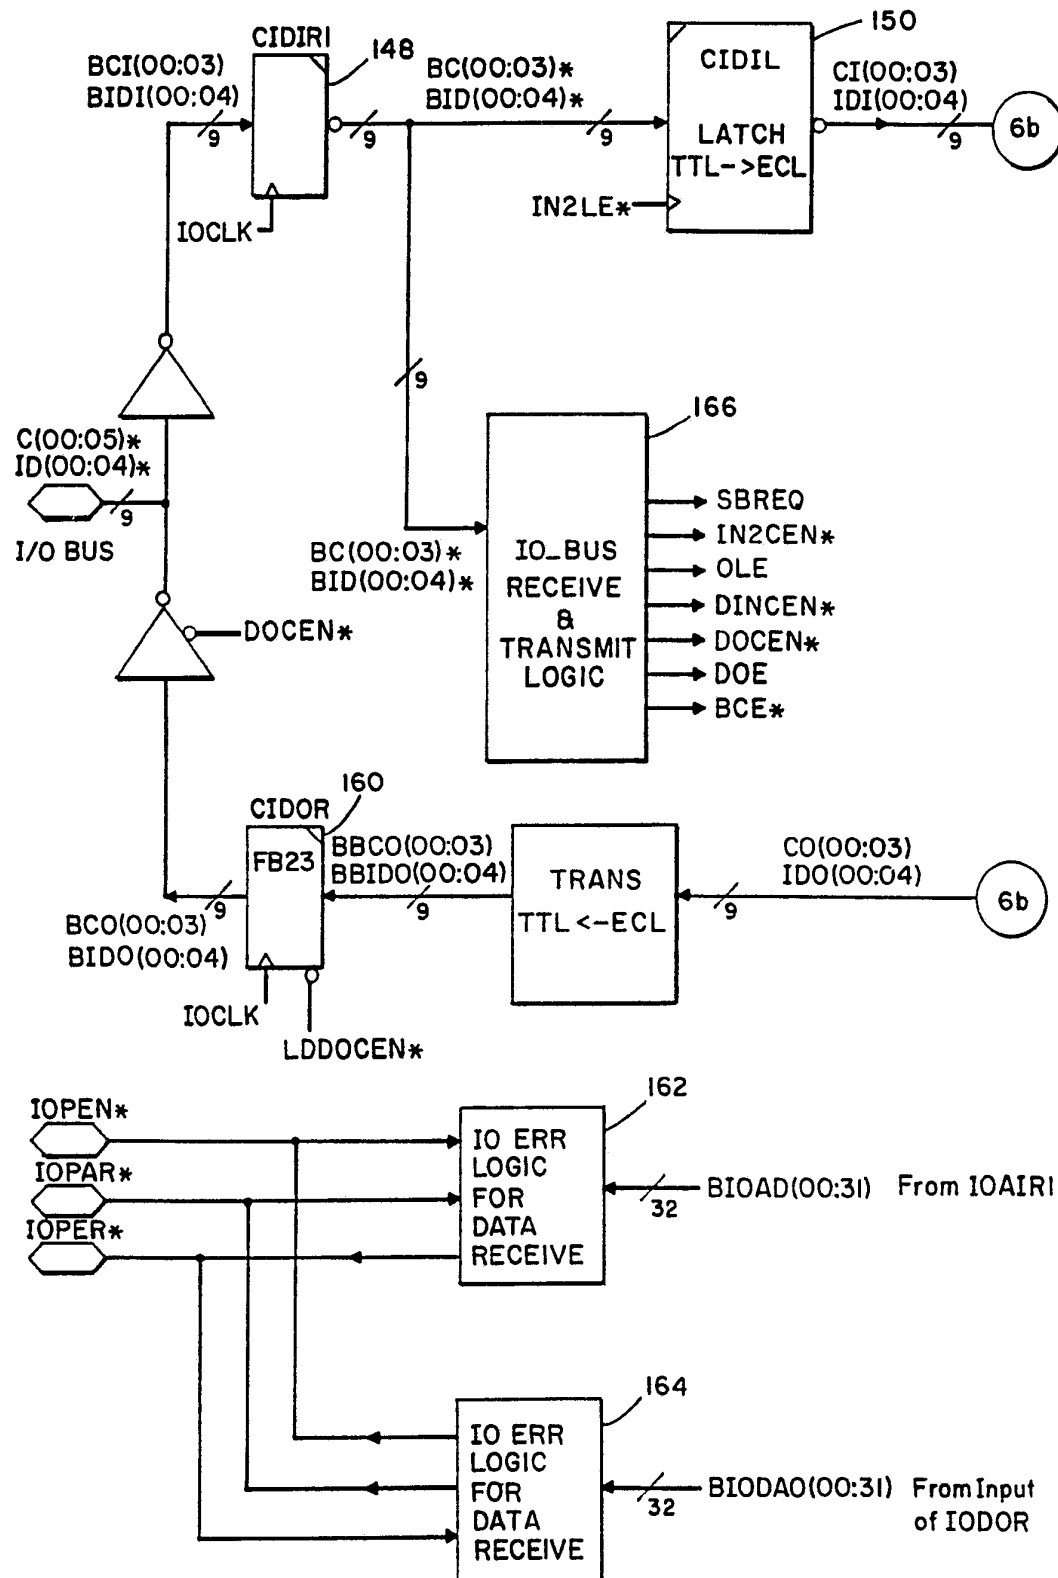 CIDIRI
148
150
BCI(00:03)
BIDI(00:04)
BC(00:03)*
BID(00:04)*
CIDIL
CI(00:03)
IDI(00:04)
9
9
9
9
6b
LATCH
TTL->ECL
IN2LE*
IOCLK
9
166
C(00:05)*
ID(00:04)*
9
I/O BUS
SBREQ
IN2CEN*
BC(00:03)*
BID(00:04)*
IO_BUS
RECEIVE
&
TRANSMIT
LOGIC
OLE
DINCEN*
DOCEN*
DOE
BCE*
DOCEN*
160
CIDOR
FB23
BBCO(00:03)
BBIDO(00:04)
TRANS
TTL<-ECL
CO(00:03)
IDO(00:04)
9
9
9
6b
BCO(00:03)
BIDO(00:04)
IOCLK
LDDOCEN*
162
IOPEN*
IOPAR*
IOPER*
IO ERR
LOGIC
FOR
DATA
RECEIVE
32
BIOAD(00:31) From IOAIRI
164
IO ERR
LOGIC
FOR
DATA
RECEIVE
32
BIODAO(00:31) From Input
of IODOR